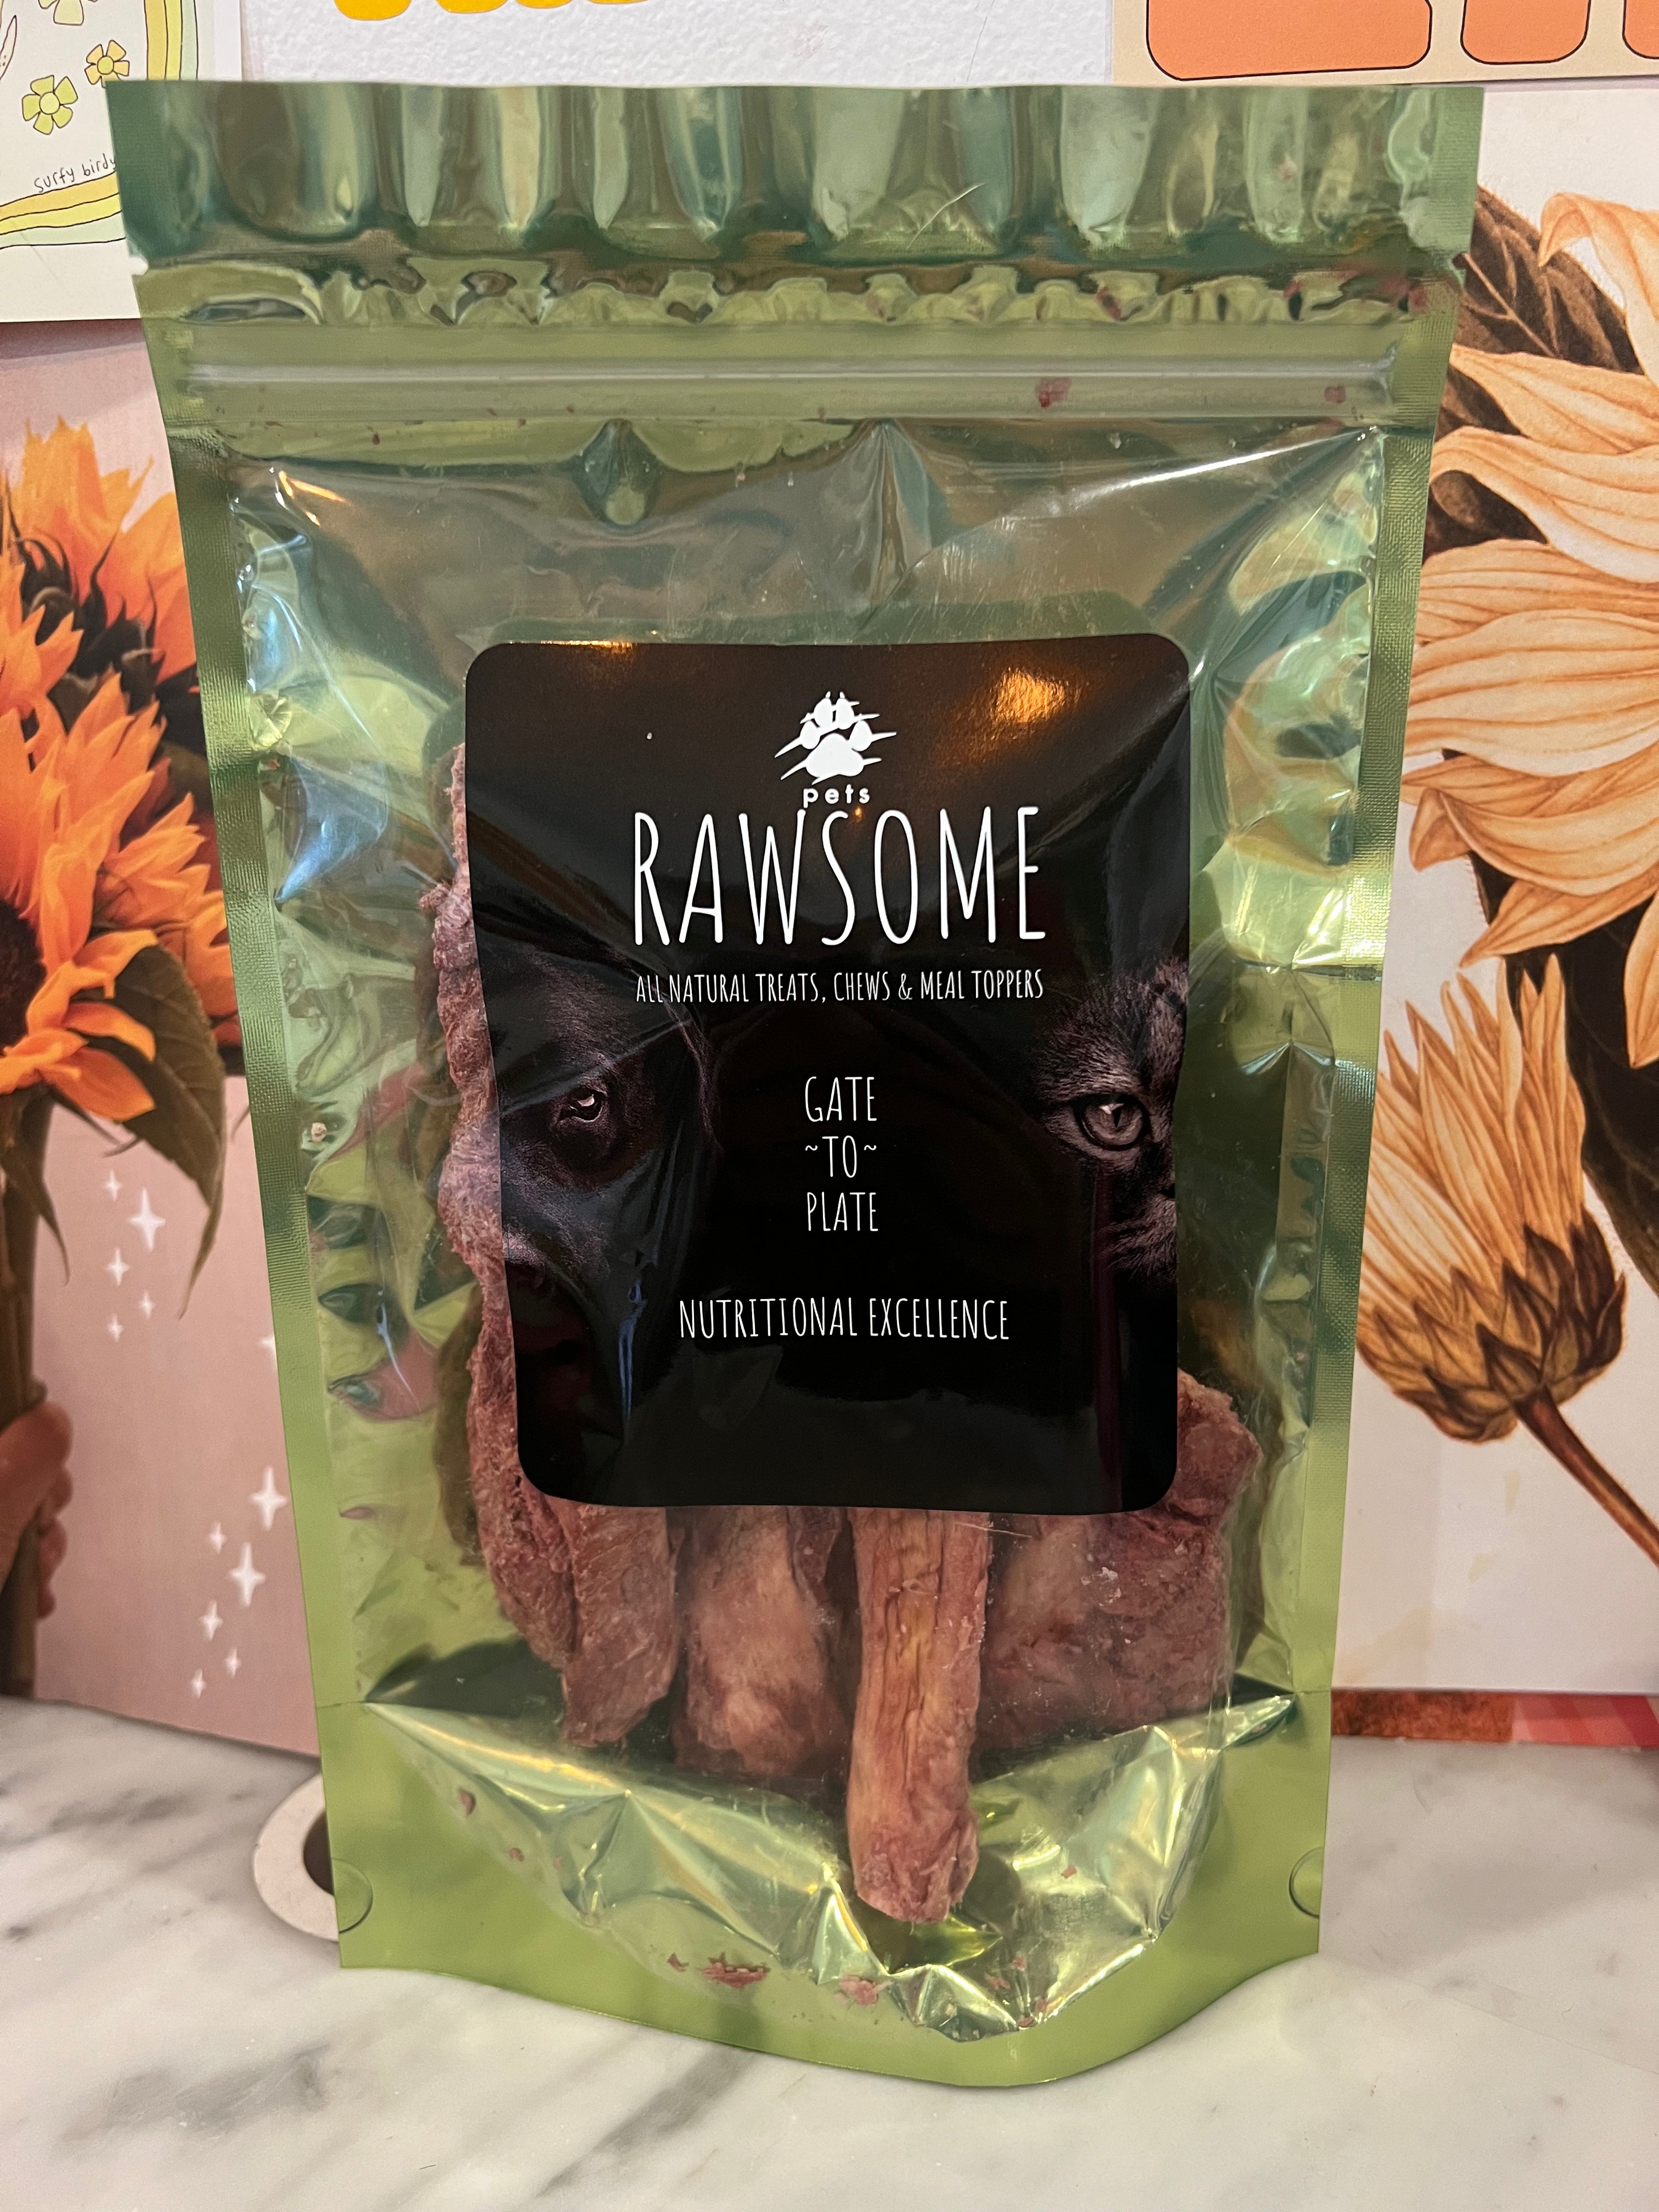 surfy birdy
pets
RAWSOME
ALL NATURAL TREATS, CHEWS & MEAL TOPPERS
GATE
~TO~
PLATE
NUTRITIONAL EXCELLENCE